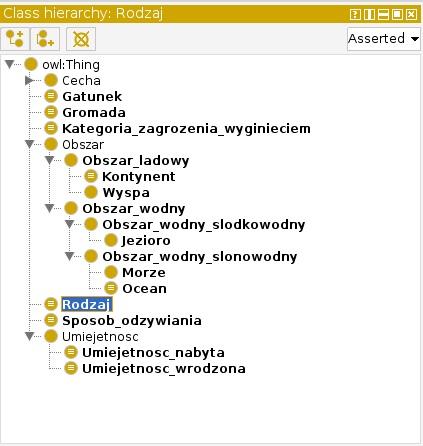 Class hierarchy: Rodzaj
Asserted
owl:Thing
Cecha
Gatunek
Gromada
Kategoria_zagrozenia_wyginieciem
Obszar
Obszar_ladowy
Kontynent
Wyspa
Obszar_wodny
Obszar_wodny_slodkowodny
Jezioro
Obszar_wodny_slonowodny
Morze
Ocean
Rodzaj
Sposob_odzywiania
Umiejetnosc
Umiejetnosc_nabyta
Umiejetnosc_wrodzona